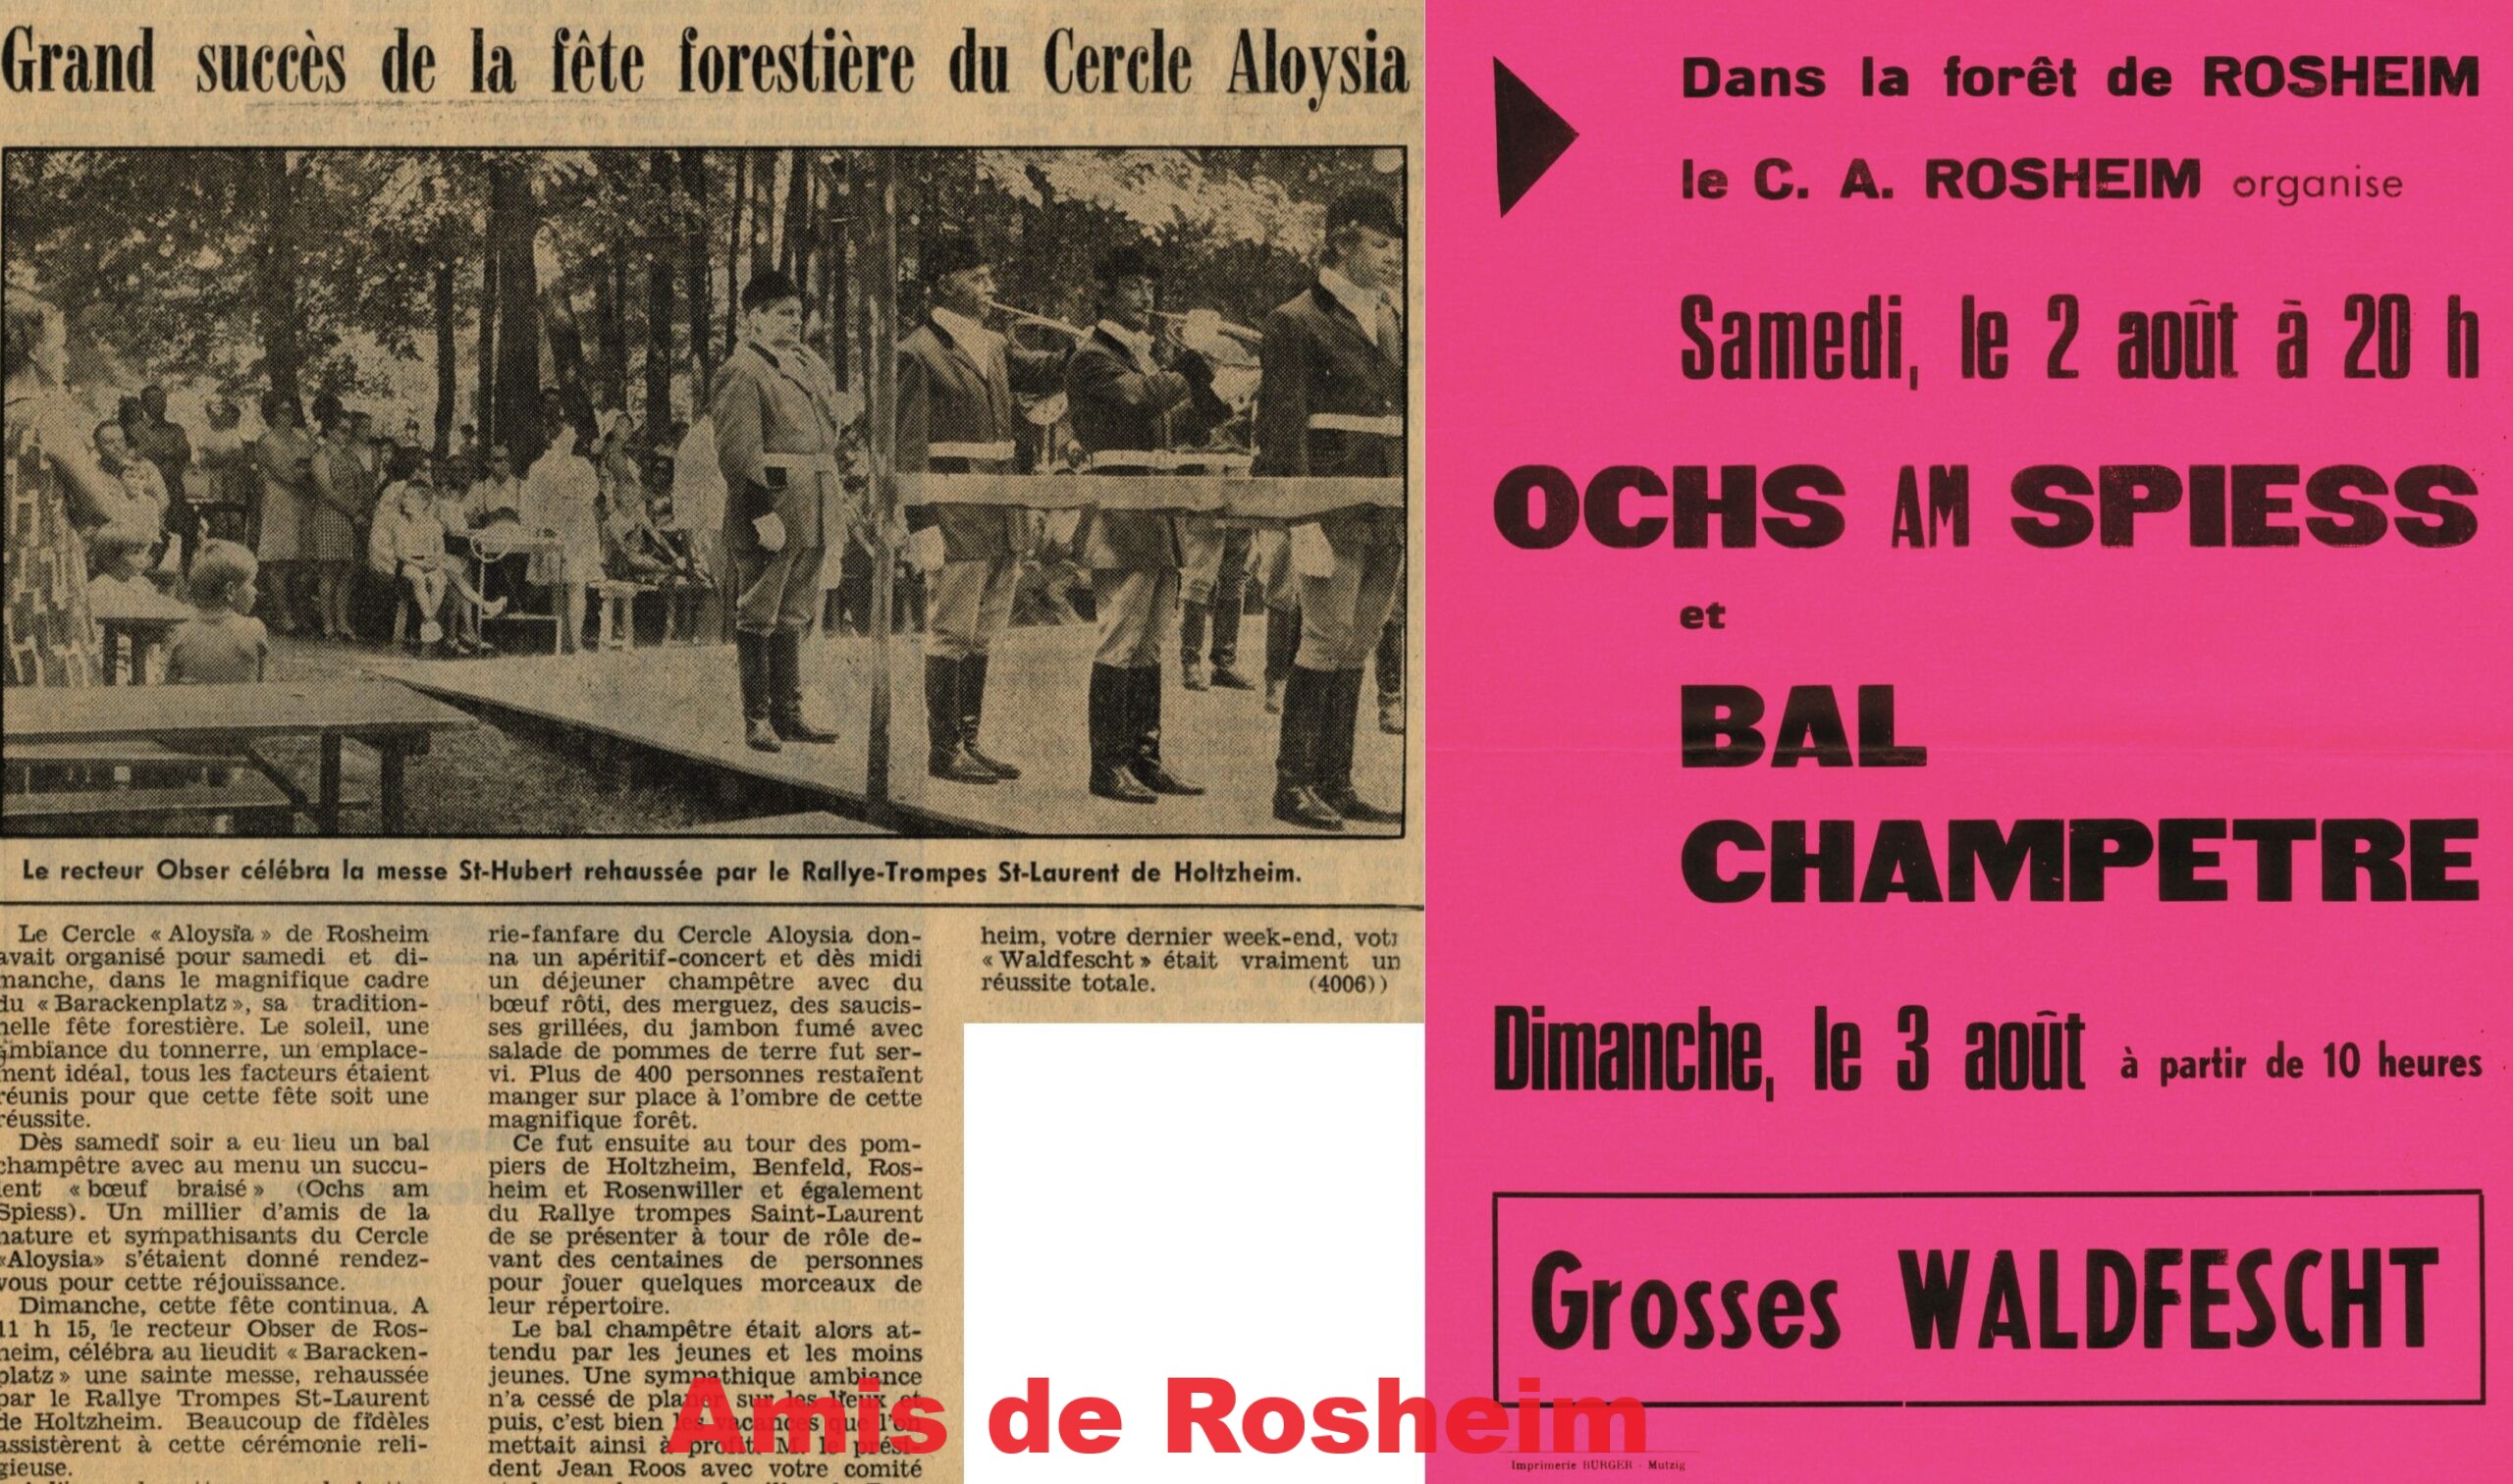 Grand succès de la fête forestière du Cercle Aloysia
Le recteur Obser célébra la messe St-Hubert rehaussée par le Rallye-Trompes St-Laurent de Holtzheim.
Le Cercle « Aloysia » de Rosheim
avait organisé pour samedi et di-
manche, dans le magnifique cadre
du « Barackenplatz », sa tradition-
nelle fête forestière. Le soleil, une
ambiance du tonnerre, un emplace-
ment idéal, tous les facteurs étaient
réunis pour que cette fête soit une
réussite.
Dès samedi soir a eu lieu un bal
champêtre avec au menu un succu-
lent « bœuf braisé » (Ochs am
Spiess). Un millier d'amis de la
nature et sympathisants du Cercle
«Aloysia» s'étaient donné rendez-
vous pour cette réjouissance.
Dimanche, cette fête continua. A
11 h 15, le recteur Obser de Ros-
heim, célébra au lieudit « Baracken-
platz » une sainte messe, rehaussée
par le Rallye Trompes St-Laurent
de Holtzheim. Beaucoup de fidèles
assistèrent à cette cérémonie reli-
gieuse.
rie-fanfare du Cercle Aloysia don-
na un apéritif-concert et dès midi
un déjeuner champêtre avec du
bœuf rôti, des merguez, des saucis-
ses grillées, du jambon fumé avec
salade de pommes de terre fut ser-
vi. Plus de 400 personnes restaient
manger sur place à l'ombre de cette
magnifique forêt.
Ce fut ensuite au tour des pom-
piers de Holtzheim, Benfeld, Ros-
heim et Rosenwiller et également
du Rallye trompes Saint-Laurent
de se présenter à tour de rôle de-
vant des centaines de personnes
pour jouer quelques morceaux de
leur répertoire.
Le bal champêtre était alors at-
tendu par les jeunes et les moins
jeunes. Une sympathique ambiance
n'a cessé de planer sur les lieux et
puis, c'est bien les vacances que l'on
mettait ainsi à profit. M. le prési-
dent Jean Roos avec votre comité
heim, votre dernier week-end, votr
« Waldfescht » était vraiment un
réussite totale. (4006))
Dans la forêt de ROSHEIM
le C. A. ROSHEIM organise
Samedi, le 2 août à 20 h
OCHS AM SPIESS
et
BAL
CHAMPETRE
Dimanche, le 3 août à partir de 10 heures
Grosses WALDFESCHT
Imprimerie BURGER - Mutzig
Amis de Rosheim